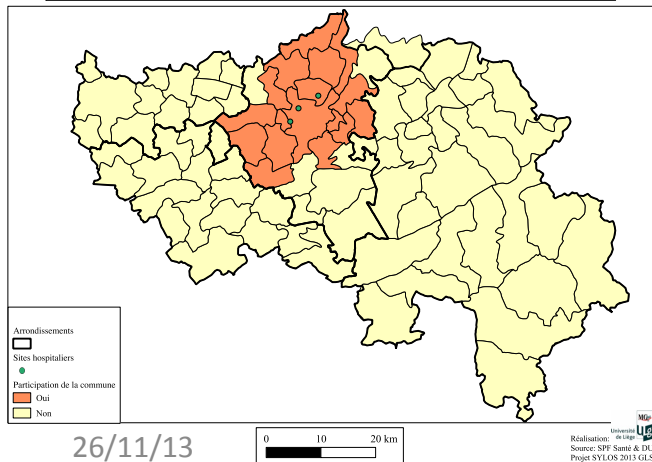 Arrondissements
Sites hospitaliers
Participation de la commune
Oui
Non
26/11/13
0 10 20 km
Réalisation:
Université
de Liège
Source: SPF Santé & DU
Projet SYLOS 2013 GLS